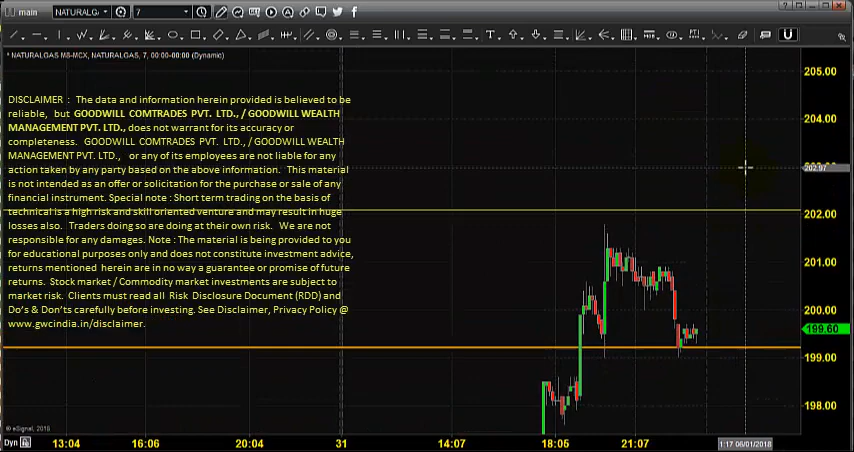 main
NATURALGAS
7
* NATURALGAS M8-MCX, NATURALGAS, 7, 00:00-00:00 (Dynamic)
DISCLAIMER : The data and information herein provided is believed to be
reliable, but GOODWILL COMTRADES PVT. LTD., / GOODWILL WEALTH
MANAGEMENT PVT. LTD., does not warrant for its accuracy or
completeness. GOODWILL COMTRADES PVT. LTD., / GOODWILL WEALTH
MANAGEMENT PVT. LTD., or any of its employees are not liable for any
action taken by any party based on the above information. This material
is not intended as an offer or solicitation for the purchase or sale of any
financial instrument. Special note : Short term trading on the basis of
technical is a high risk and skill oriented venture and may result in huge
losses also. Traders doing so are doing at their own risk. We are not
responsible for any damages. Note : The material is being provided to you
for educational purposes only and does not constitute investment advice,
returns mentioned herein are in no way a guarantee or promise of future
returns. Stock market / Commodity market investments are subject to
market risk. Clients must read all Risk Disclosure Document (RDD) and
Do's & Don'ts carefully before investing. See Disclaimer, Privacy Policy @
www.gwcindia.in/disclaimer.
205.00
204.00
202.97
202.00
201.00
200.00
199.60
199.00
198.00
© eSignal, 2018
Dyn
13:04
16:06
20:04
31
14:07
18:05
21:07
1:17 06/01/2018